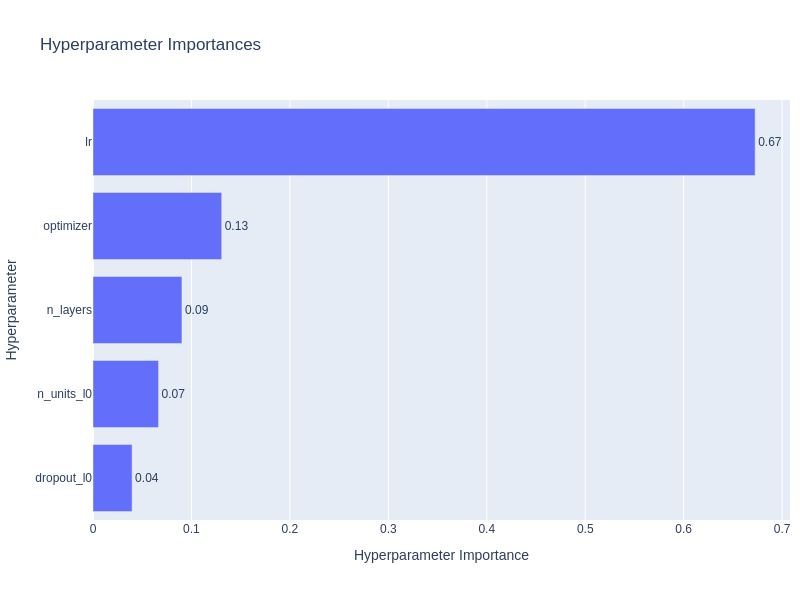 Hyperparameter Importances
Hyperparameter
lr
0.67
optimizer
0.13
n_layers
0.09
n_units_l0
0.07
dropout_l0
0.04
0
0.1
0.2
0.3
0.4
0.5
0.6
0.7
Hyperparameter Importance